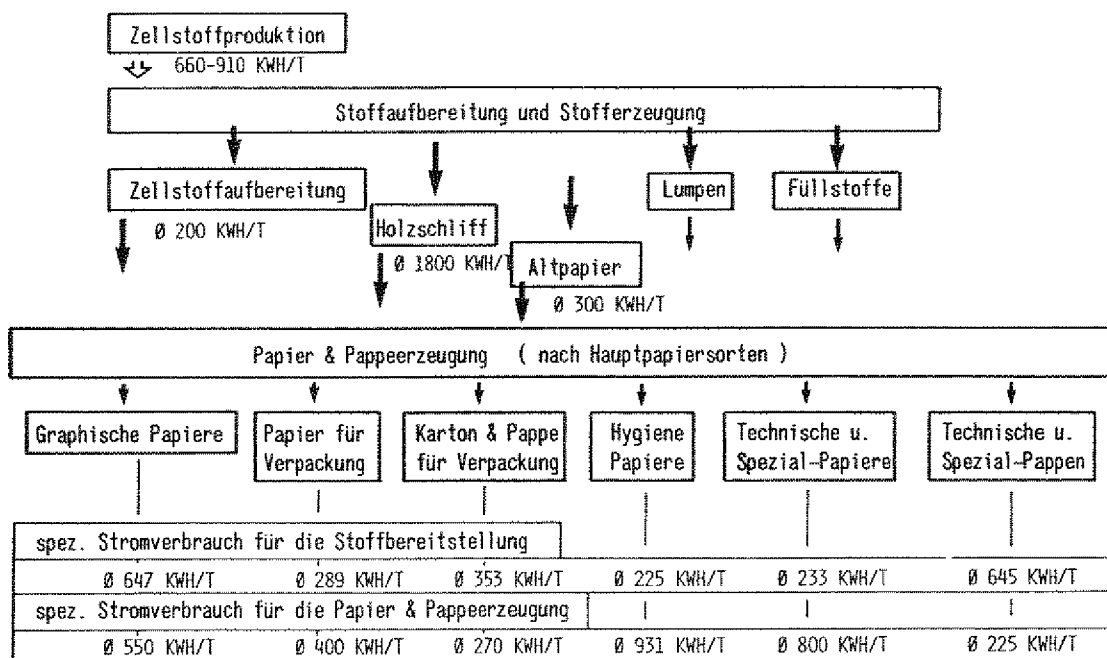 Zellstoffproduktion
660-910 KWH/T
Stoffaufbereitung und Stofferzeugung
Zellstoffaufbereitung
Lumpen
Füllstoffe
Ø 200 KWH/T
Holzschliff
Ø 1800 KWH/T
Altpapier
Ø 300 KWH/T
Papier & Pappeerzeugung ( nach Hauptpapiersorten )
Graphische Papiere
Papier für
Verpackung
Karton & Pappe
für Verpackung
Hygiene
Papiere
Technische u.
Spezial-Papiere
Technische u.
Spezial-Pappen
spez. Stromverbrauch für die Stoffbereitstellung
Ø 647 KWH/T Ø 289 KWH/T Ø 353 KWH/T Ø 225 KWH/T Ø 233 KWH/T Ø 645 KWH/T
spez. Stromverbrauch für die Papier & Pappeerzeugung
Ø 550 KWH/T Ø 400 KWH/T Ø 270 KWH/T Ø 931 KWH/T Ø 800 KWH/T Ø 225 KWH/T